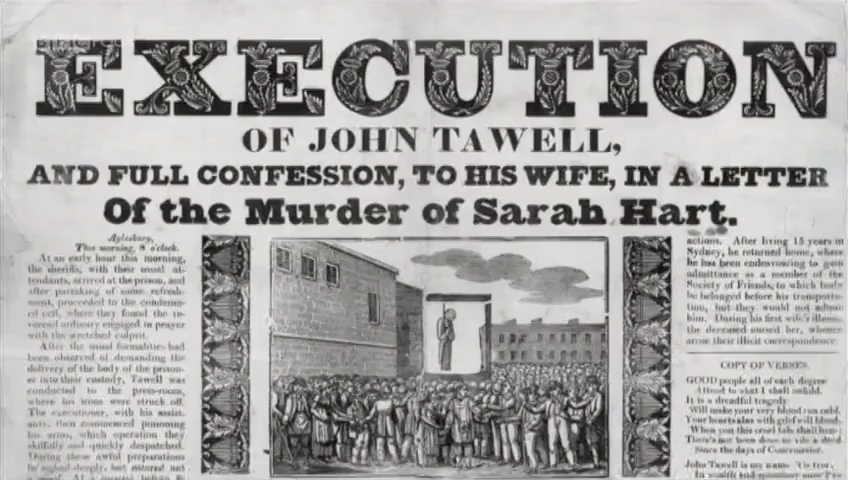 EXECUTION
OF JOHN TAWELL,
AND FULL CONFESSION, TO HIS WIFE, IN A LETTER
Of the Murder of Sarah Hart.
Aylesbury,
This morning, 8 o'clock.
At an early hour this morning,
the sheriffs, with their usual at-
tendants, arrived at the prison, and
after partaking of some refresh-
ment, proceeded to the condemn-
ed cell, where they found the re-
verend ordinary engaged in prayer
with the wretched culprit.
After the usual formalities had
been observed of demanding the
delivery of the body of the prison-
er into their custody, Tawell was
conducted to the press-room,
where his irons were struck off.
The executioner, with his assist-
ants, then commenced pinioning
his arms, which operation they
skilfully and quickly despatched.
During these awful preparations
he sighed deeply, but uttered not
actions. After living 15 years in
Sydney, he returned home, where
he has been endeavouring to gain
admittance as a member of the
Society of Friends, to which body
he belonged before his transporta-
tion, but they would not admit
him. During his first wife's illness,
the deceased nursed her, whence
arose their illicit correspondence.
COPY OF VERSES.
GOOD people all of each degree
Attend to what I shall unfold,
It is a dreadful tragedy
Will make your very blood run cold,
Your hearts also with grief will bleed,
When you this cruel tale shall hear;
There's not been done so vile a deed
Since the days of Courvoisier.
John Tawell is my name 'tis true,